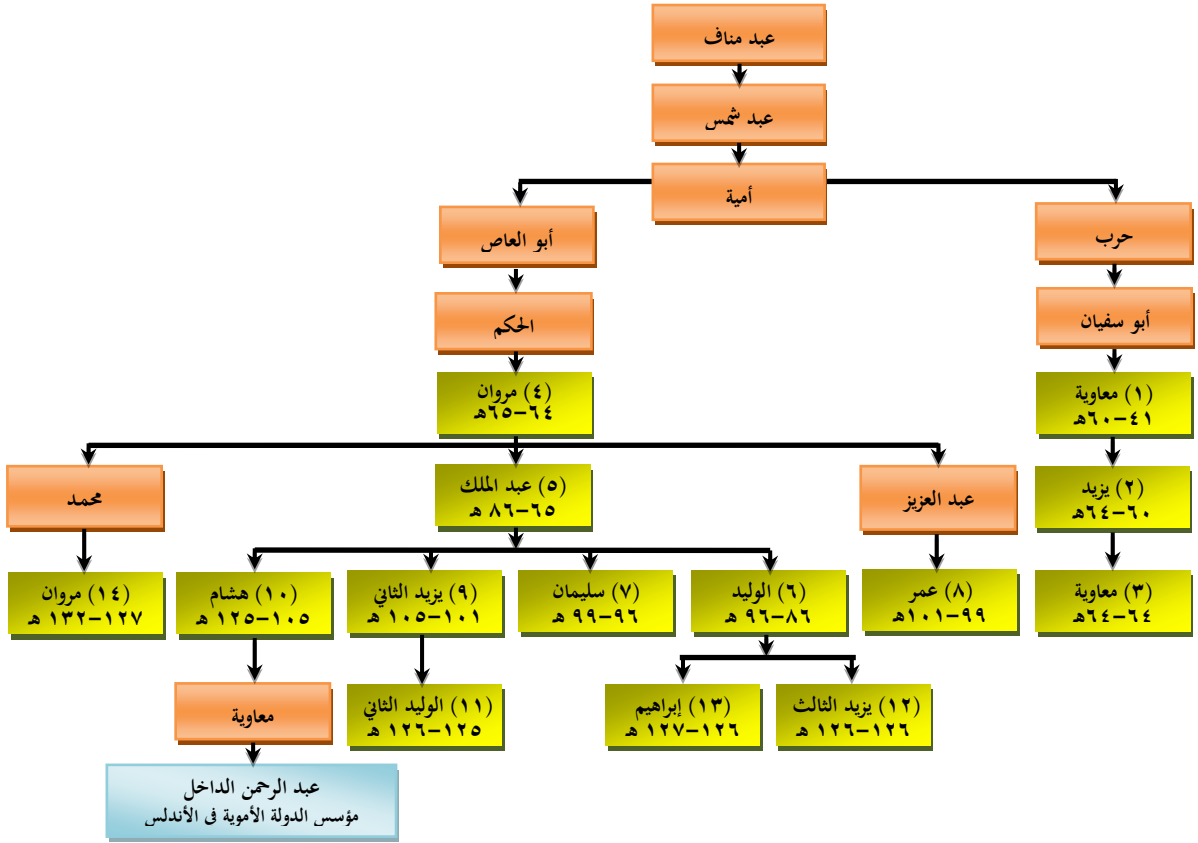 عبد مناف
عبد شمس
أمية
حرب
أبو العاص
أبو سفيان
الحكم
(١) معاوية
٤١-٦٠هـ
(٤) مروان
٦٤-٦٥هـ
(٢) يزيد
٦٠-٦٤هـ
عبد العزيز
(٥) عبد الملك
٦٥-٨٦ هـ
محمد
(٣) معاوية
٦٤-٦٤هـ
(٨) عمر
٩٩-١٠١هـ
(٦) الوليد
٨٦-٩٦ هـ
(٧) سليمان
٩٦-٩٩ هـ
(٩) يزيد الثاني
١٠١-١٠٥ هـ
(١٠) هشام
١٠٥-١٢٥ هـ
(١٤) مروان
١٢٧-١٣٢ هـ
(١٢) يزيد الثالث
١٢٦-١٢٦ هـ
(١٣) إبراهيم
١٢٦-١٢٧ هـ
(١١) الوليد الثاني
١٢٥-١٢٦ هـ
معاوية
عبد الرحمن الداخل
مؤسس الدولة الأموية في الأندلس